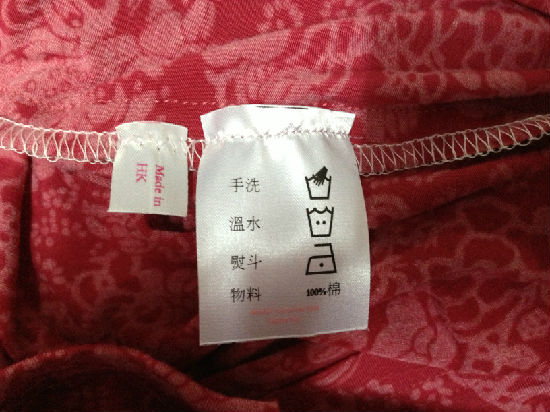 Made in
HK
手洗
溫水
熨斗
物料 100% 棉